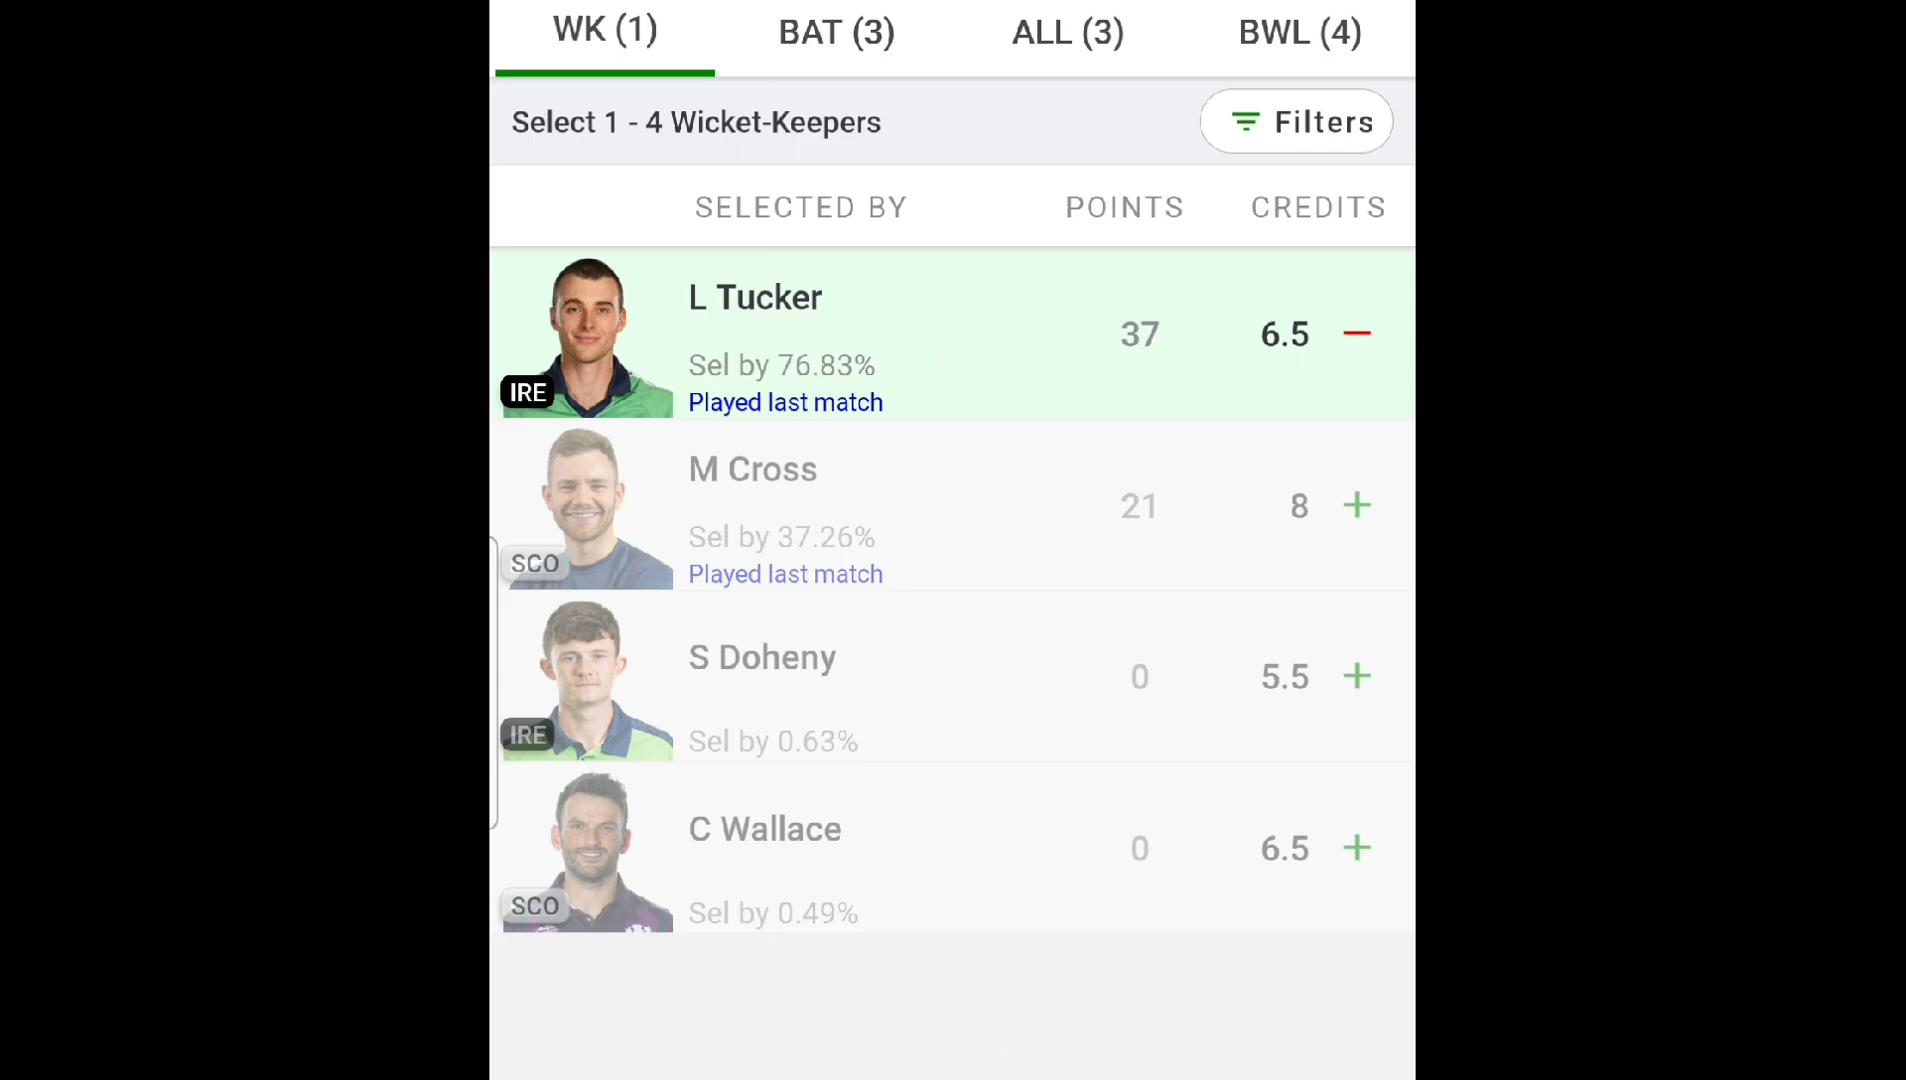 WK (1) BAT (3) ALL (3) BWL (4)
Select 1 - 4 Wicket-Keepers Filters
SELECTED BY POINTS CREDITS
L Tucker
37 6.5
Sel by 76.83%
IRE Played last match
M Cross
21 8
Sel by 37.26%
SCO Played last match
S Doheny
0 5.5
IRE Sel by 0.63%
C Wallace
0 6.5
SCO Sel by 0.49%